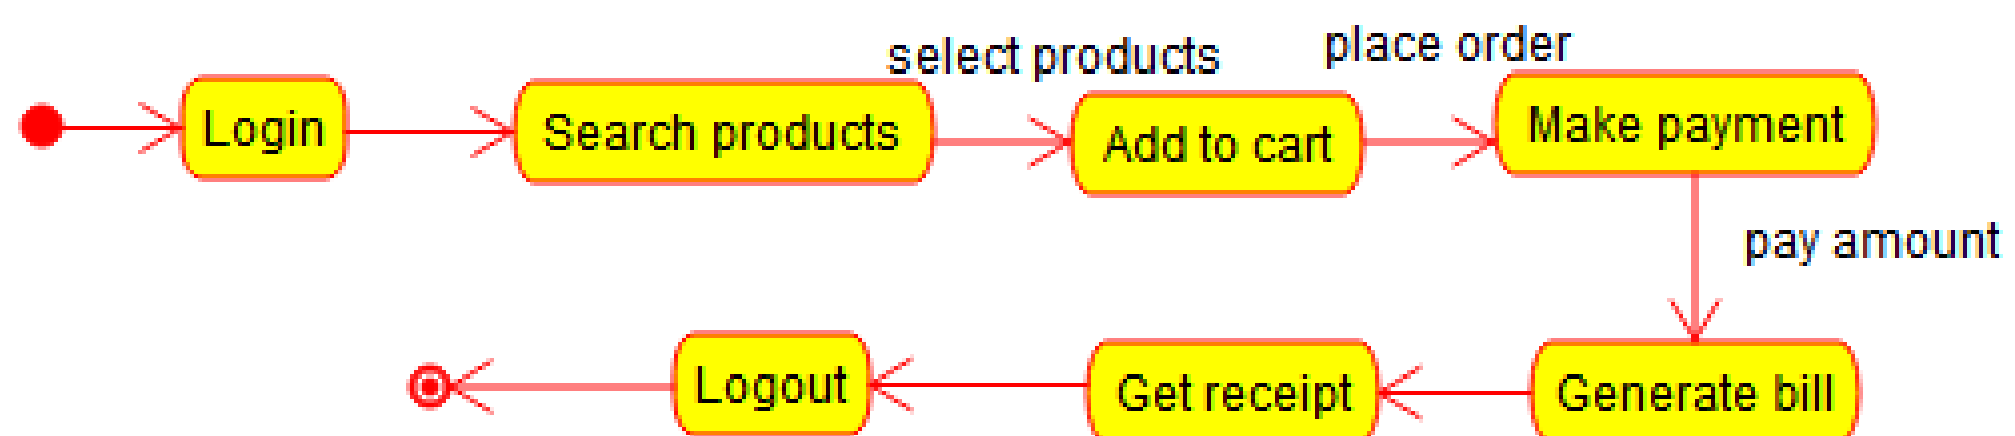 Login
Search products
select products
Add to cart
place order
Make payment
pay amount
Generate bill
Get receipt
Logout